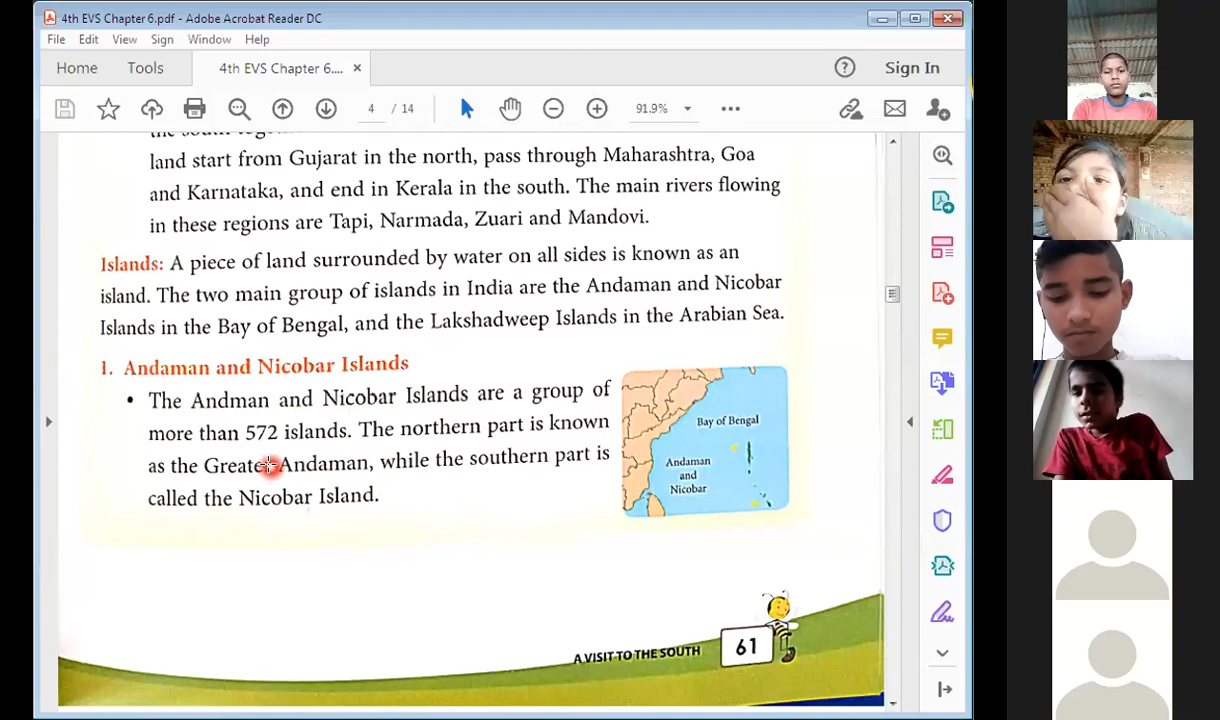 4th EVS Chapter 6.pdf - Adobe Acrobat Reader DC
File Edit View Sign Window Help
Home Tools 4th EVS Chapter 6.... × ? Sign In
4 / 14 91.9%
land start from Gujarat in the north, pass through Maharashtra, Goa
and Karnataka, and end in Kerala in the south. The main rivers flowing
in these regions are Tapi, Narmada, Zuari and Mandovi.
Islands: A piece of land surrounded by water on all sides is known as an
island. The two main group of islands in India are the Andaman and Nicobar
Islands in the Bay of Bengal, and the Lakshadweep Islands in the Arabian Sea.
1. Andaman and Nicobar Islands
• The Andman and Nicobar Islands are a group of
more than 572 islands. The northern part is known
as the Greater Andaman, while the southern part is
called the Nicobar Island.
Bay of Bengal
Andaman
and
Nicobar
A VISIT TO THE SOUTH 61